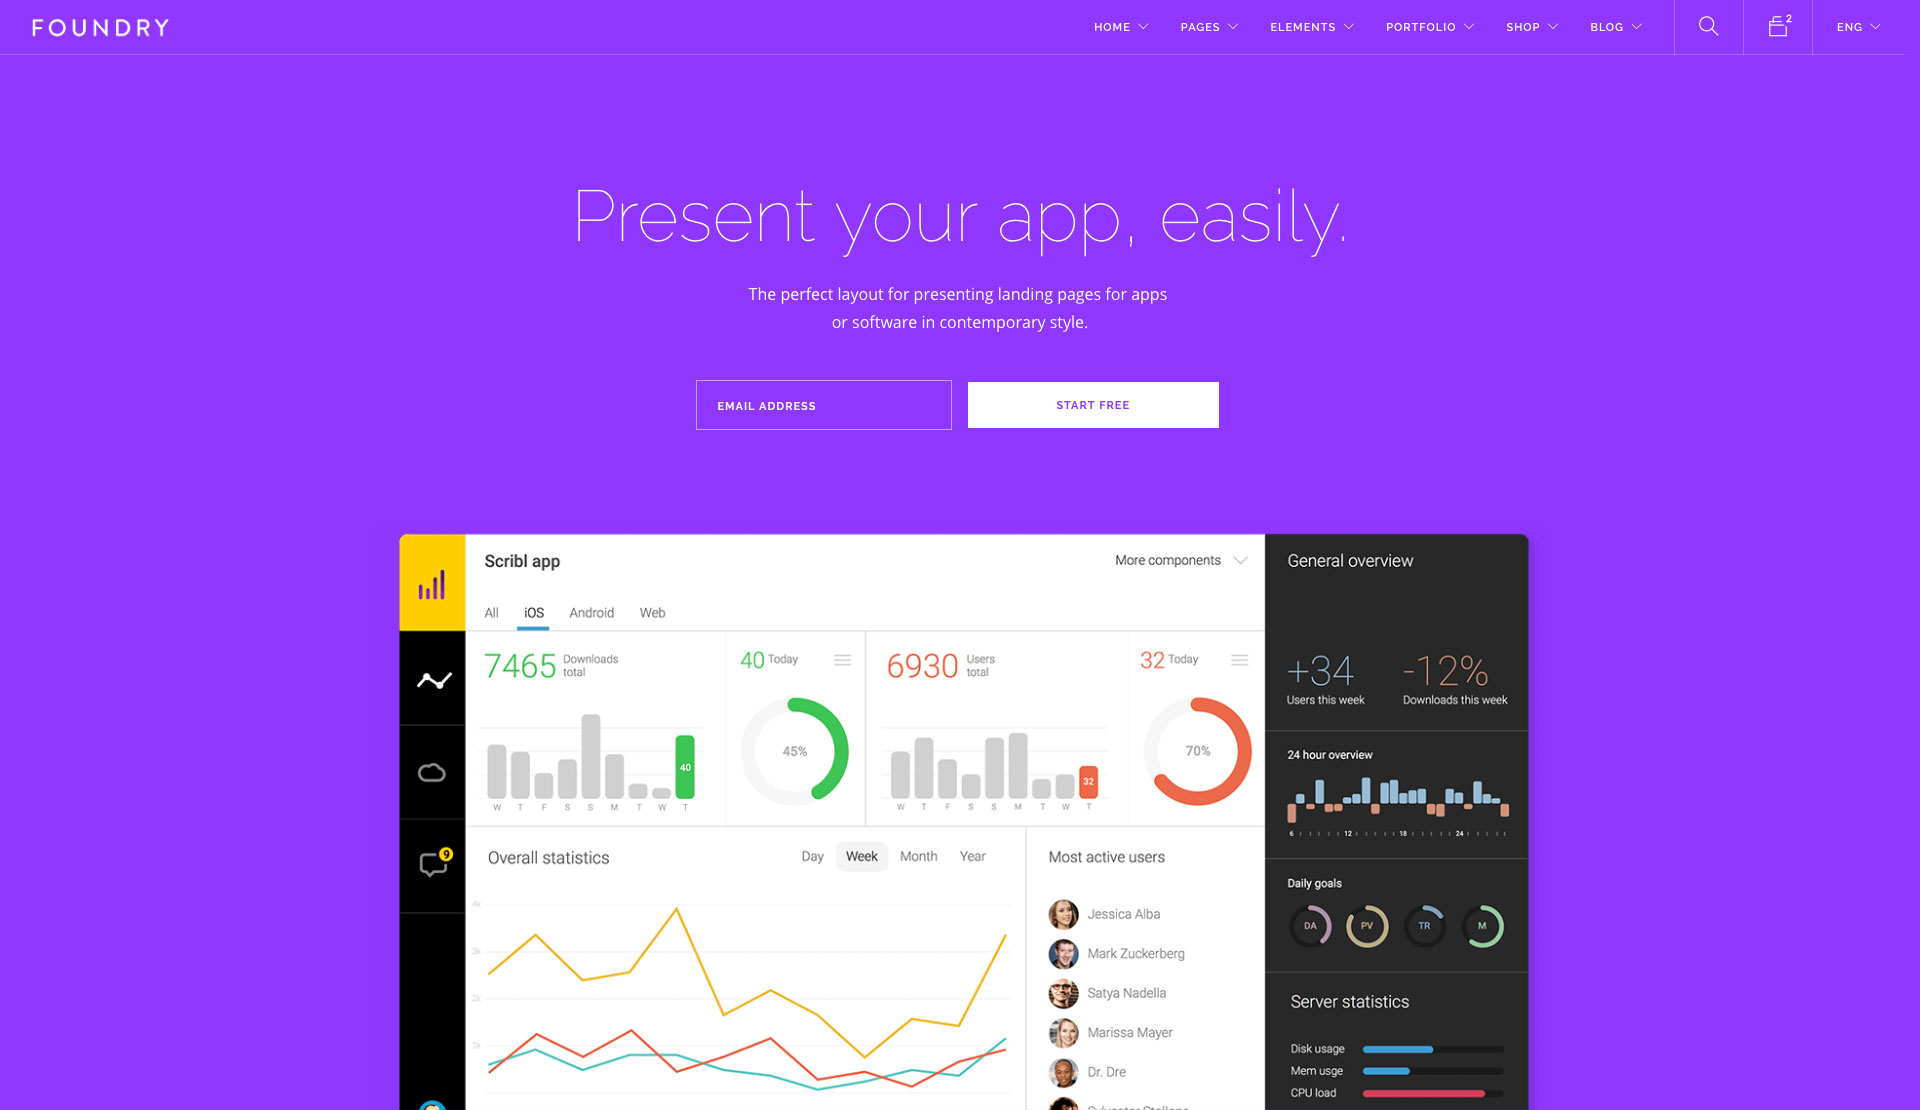 FOUNDRY
HOME
PAGES
ELEMENTS
PORTFOLIO
SHOP
BLOG
2
ENG
Present your app, easily.
The perfect layout for presenting landing pages for apps
or software in contemporary style.
EMAIL ADDRESS
START FREE
Scribl app
More components
All
iOS
Android
Web
7465 Downloads
total
40 Today
6930 Users
total
32 Today
45%
70%
40
32
W T F S S M T W T
W T F S S M T W T
9
Overall statistics
Day
Week
Month
Year
4k
3k
2k
1k
Most active users
Jessica Alba
Mark Zuckerberg
Satya Nadella
Marissa Mayer
Dr. Dre
General overview
+34
Users this week
-12%
Downloads this week
24 hour overview
6 12 18 24
Daily goals
DA
PV
TR
M
Server statistics
Disk usage
Mem usge
CPU load